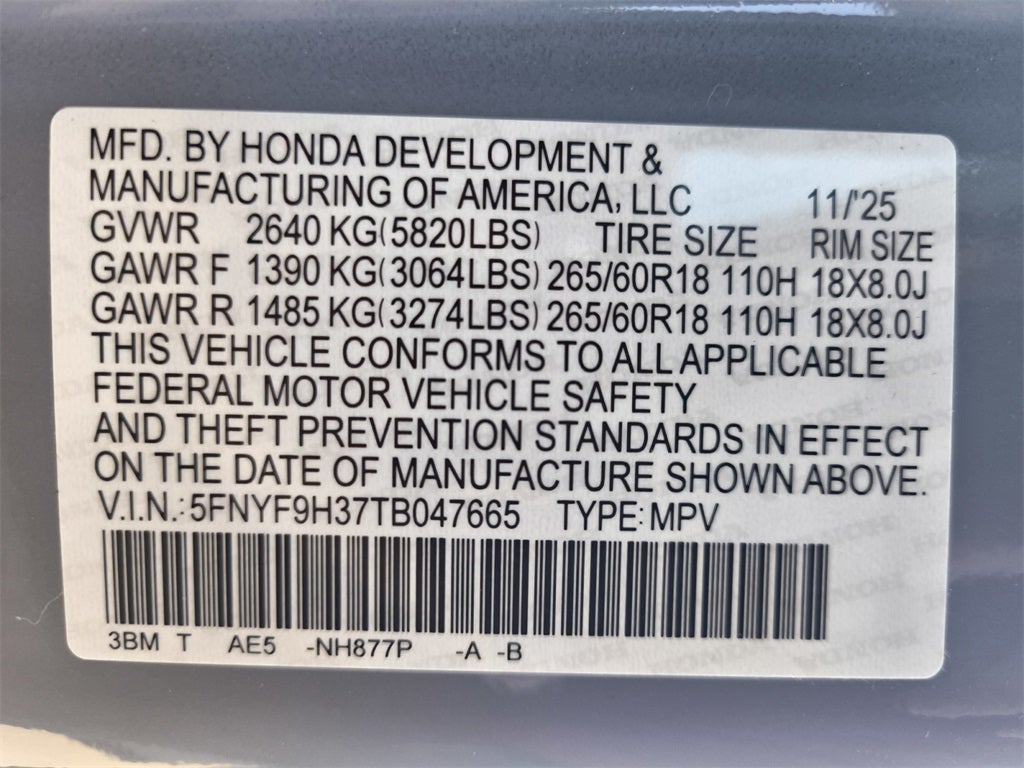 MFD. BY HONDA DEVELOPMENT &
MANUFACTURING OF AMERICA, LLC 11/'25
GVWR 2640 KG(5820LBS) TIRE SIZE RIM SIZE
GAWR F 1390 KG(3064LBS) 265/60R18 110H 18X8.0J
GAWR R 1485 KG(3274LBS) 265/60R18 110H 18X8.0J
THIS VEHICLE CONFORMS TO ALL APPLICABLE
FEDERAL MOTOR VEHICLE SAFETY
AND THEFT PREVENTION STANDARDS IN EFFECT
ON THE DATE OF MANUFACTURE SHOWN ABOVE.
V.I.N.:5FNYF9H37TB047665 TYPE:MPV
3BM T AE5 -NH877P -A -B